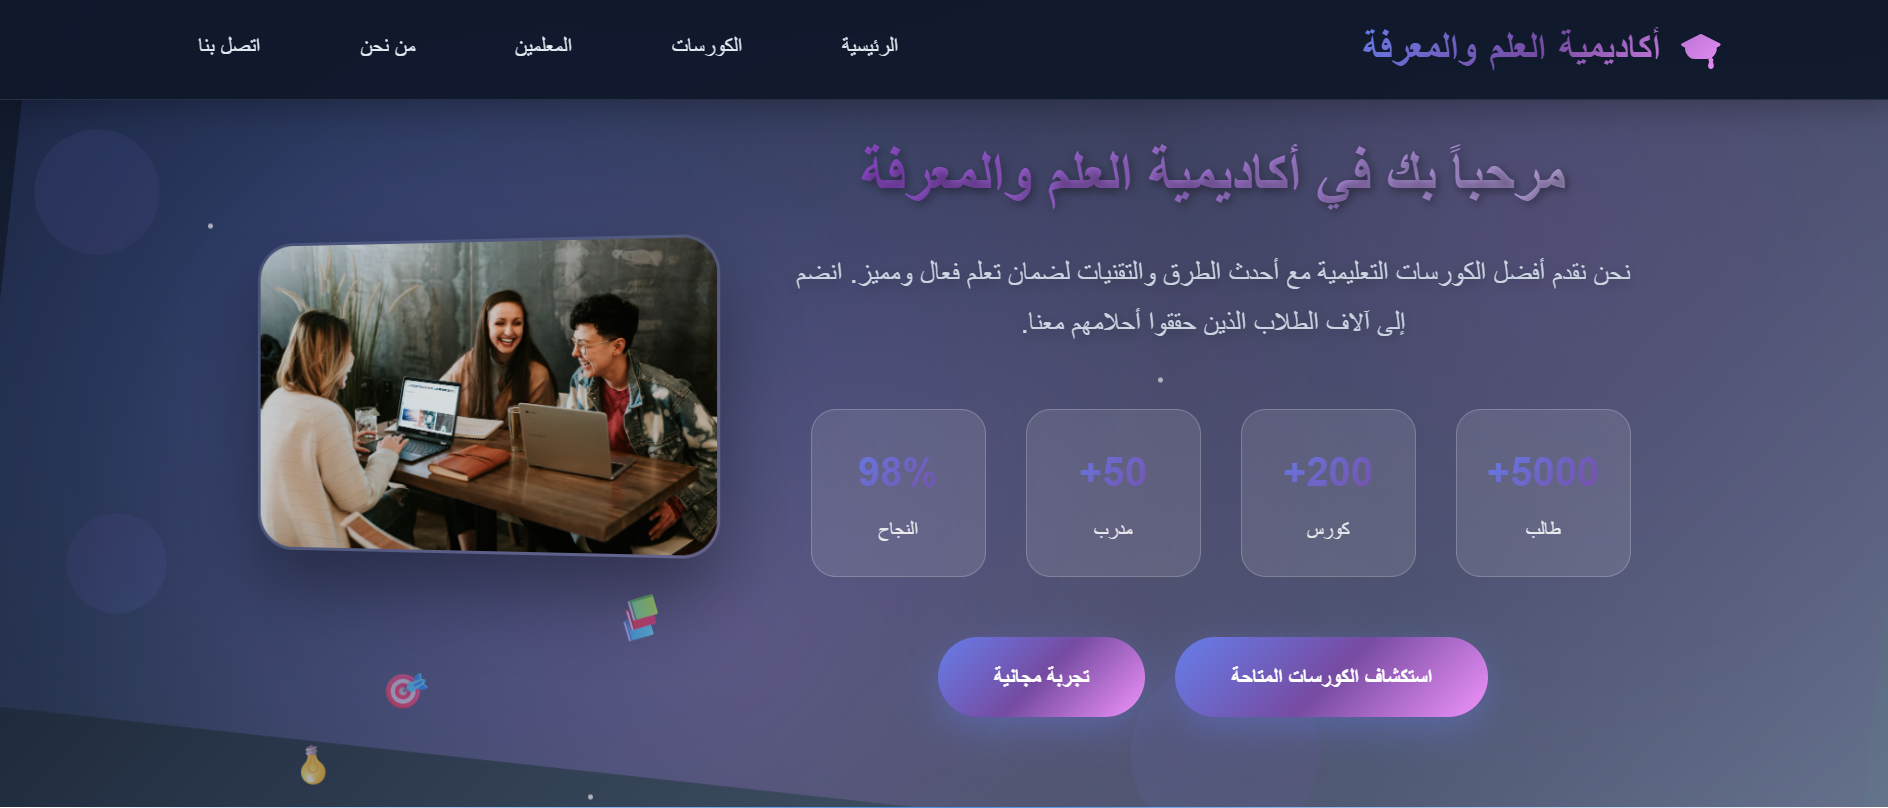 أكاديمية العلم والمعرفة
الرئيسية
الكورسات
المعلمين
من نحن
اتصل بنا
مرحباً بك في أكاديمية العلم والمعرفة
نحن نقدم أفضل الكورسات التعليمية مع أحدث الطرق والتقنيات لضمان تعلم فعال ومميز. انضم
إلى آلاف الطلاب الذين حققوا أحلامهم معنا.
+5000
طالب
+200
كورس
+50
مدرب
98%
النجاح
استكشاف الكورسات المتاحة
تجربة مجانية